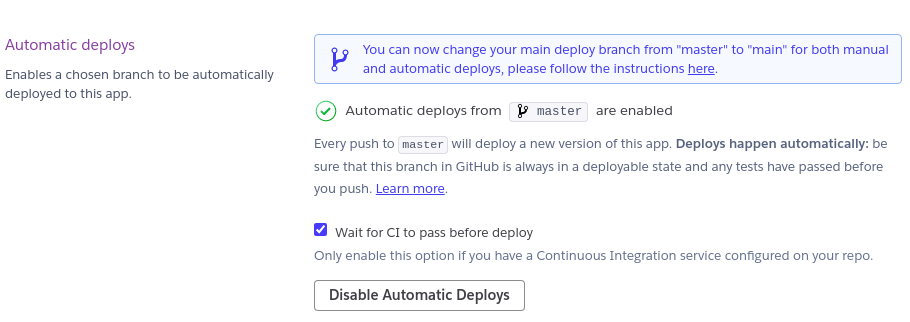 Automatic deploys
Enables a chosen branch to be automatically
deployed to this app.
You can now change your main deploy branch from "master" to "main" for both manual
and automatic deploys, please follow the instructions here.
Automatic deploys from master are enabled
Every push to master will deploy a new version of this app. Deploys happen automatically: be
sure that this branch in GitHub is always in a deployable state and any tests have passed before
you push. Learn more.
Wait for CI to pass before deploy
Only enable this option if you have a Continuous Integration service configured on your repo.
Disable Automatic Deploys